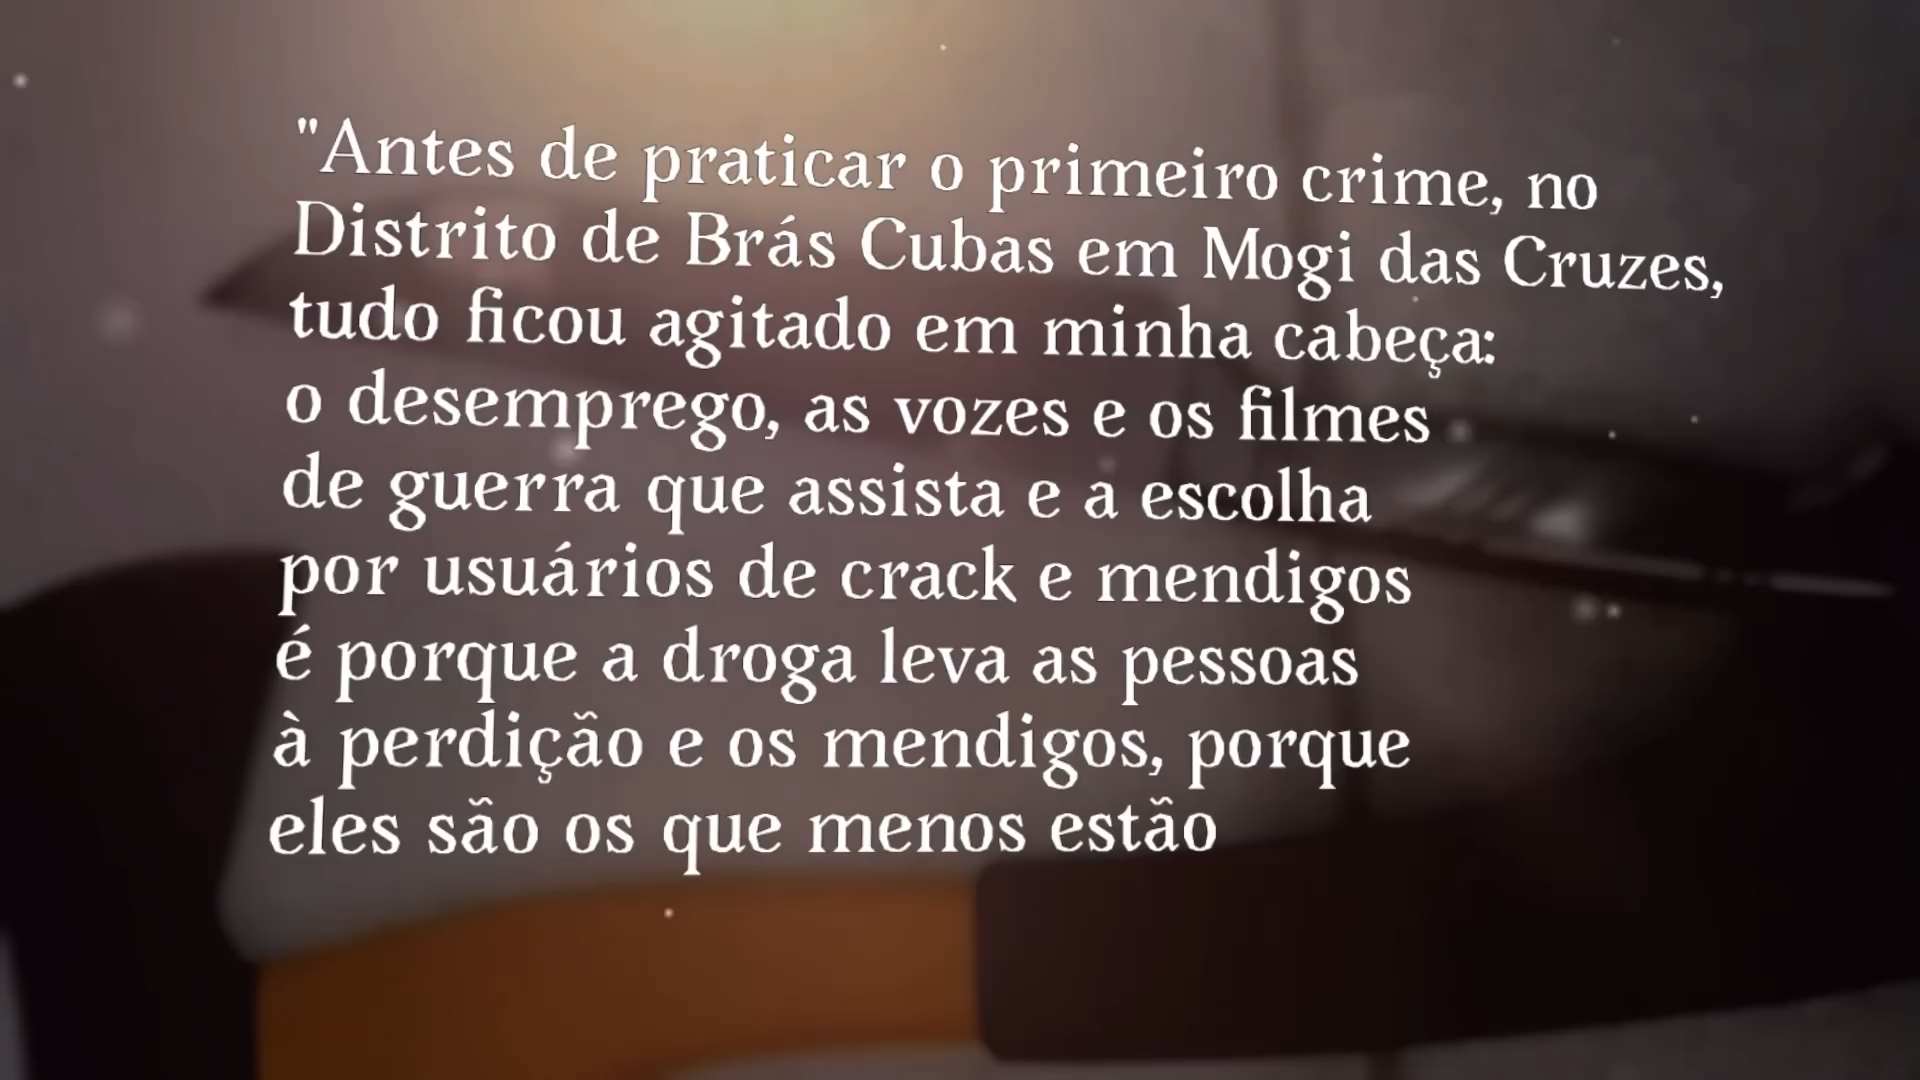 "Antes de praticar o primeiro crime, no
Distrito de Brás Cubas em Mogi das Cruzes,
tudo ficou agitado em minha cabeça:
o desemprego, as vozes e os filmes
de guerra que assista e a escolha
por usuários de crack e mendigos
é porque a droga leva as pessoas
à perdição e os mendigos, porque
eles são os que menos estão